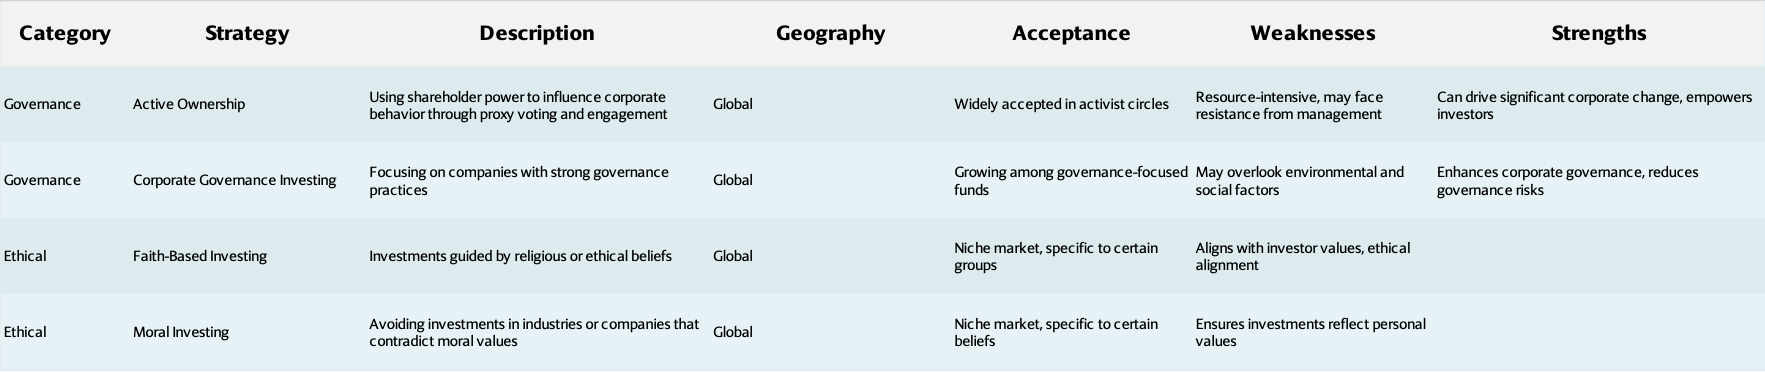 Category Strategy Description Geography Acceptance Weaknesses Strengths
Governance Active Ownership Using shareholder power to influence corporate behavior through proxy voting and engagement Global Widely accepted in activist circles Resource-intensive, may face resistance from management Can drive significant corporate change, empowers investors
Governance Corporate Governance Investing Focusing on companies with strong governance practices Global Growing among governance-focused funds May overlook environmental and social factors Enhances corporate governance, reduces governance risks
Ethical Faith-Based Investing Investments guided by religious or ethical beliefs Global Niche market, specific to certain groups Aligns with investor values, ethical alignment
Ethical Moral Investing Avoiding investments in industries or companies that contradict moral values Global Niche market, specific to certain beliefs Ensures investments reflect personal values